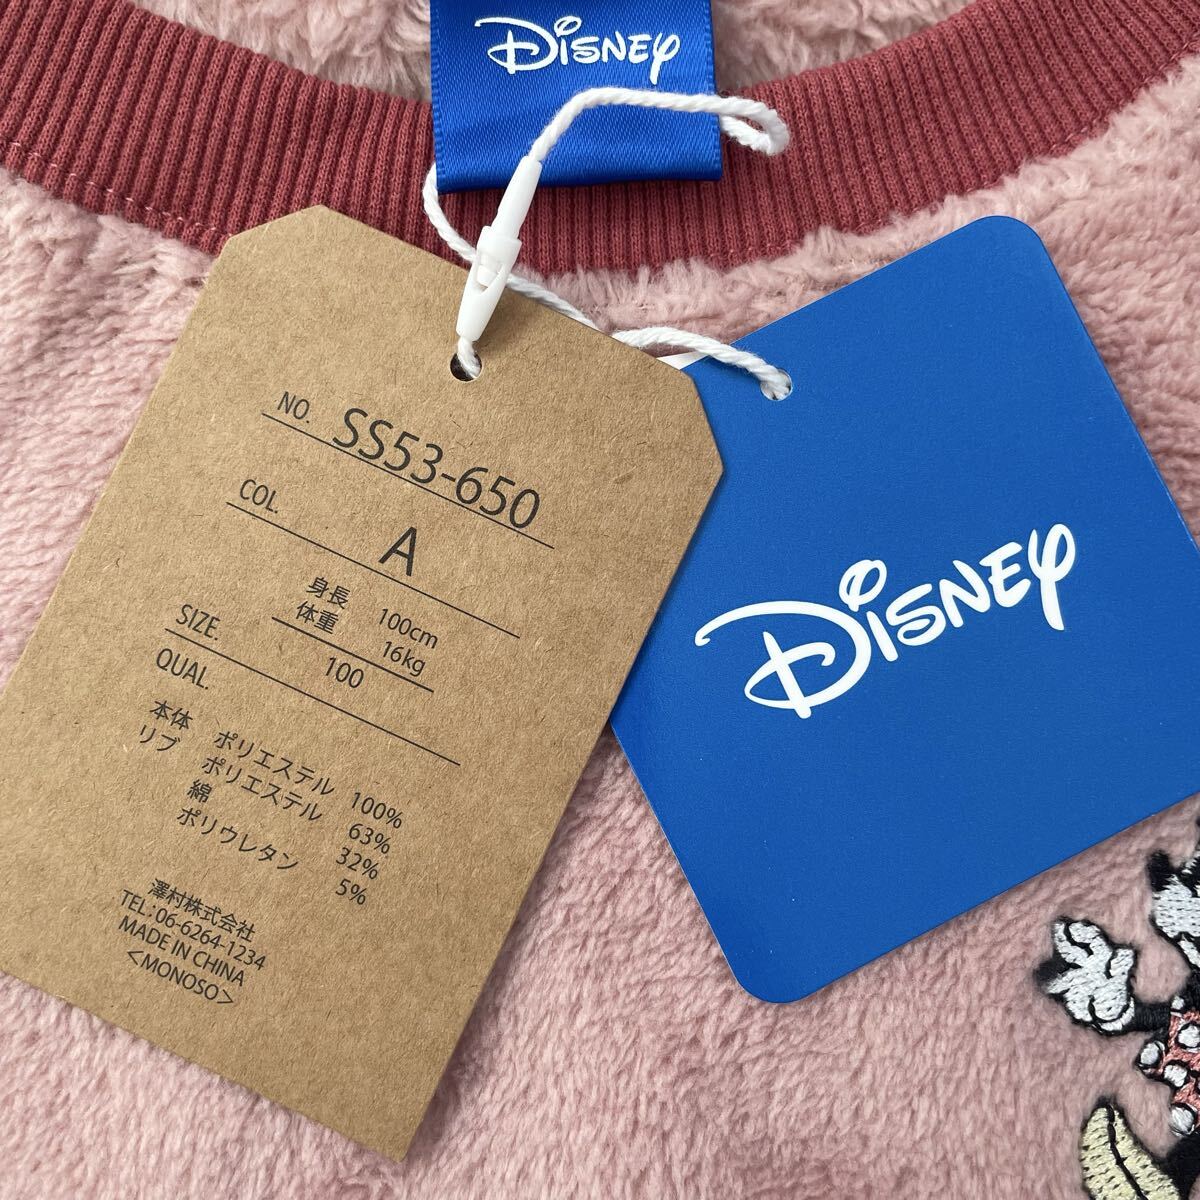 Disney
NO. SS53-650
COL. A
身長 100cm
体重 16kg
SIZE. 100
QUAL.
本体 ポリエステル 100%
リブ ポリエステル 63%
綿 32%
ポリウレタン 5%
澤村株式会社
TEL:06-6264-1234
MADE IN CHINA
<MONOSO>
Disney